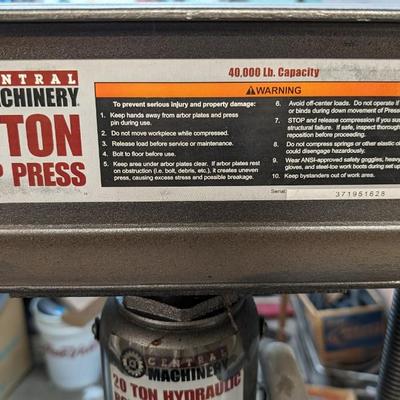 CENTRAL
MACHINERY
TON
PRESS
40,000 Lb. Capacity
WARNING
To prevent serious injury and property damage:
1. Keep hands away from arbor plates and press
pin during use.
2. Do not move workpiece while compressed.
3. Release load before service or maintenance.
4. Bolt to floor before use.
5. Keep area under arbor plates clear. If arbor plates rest
on obstruction (i.e. bolt, debris, etc.), it creates uneven
pressure, causing excess stress and possible breakage.
6. Avoid off-center loads. Do not operate if
or binds during down movement of Press
7. STOP and release compression if you
structural failure. If safe, inspect thorough
reposition before proceeding.
8. Do not compress springs or other elastic
could disengage hazardously.
9. Wear ANSI-approved safety goggles, heavy
gloves, and steel-toe work boots during set up
10. Keep bystanders out of work area.
Serial: 371951628
CENTRAL
MACHINERY
20 TON HYDRAULIC